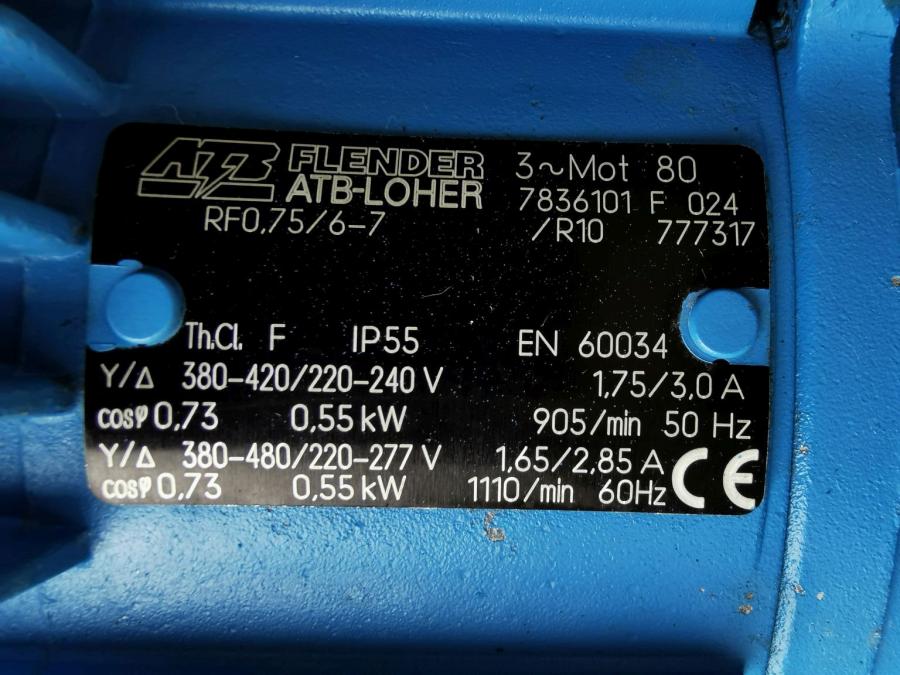 ATB FLENDER ATB-LOHER
3~Mot 80
RF0,75/6-7
7836101 F 024
/R10 777317
Th.Cl. F IP55 EN 60034
Y/Δ 380-420/220-240 V 1,75/3,0 A
cosφ 0,73 0,55 kW 905/min 50 Hz
Y/Δ 380-480/220-277 V 1,65/2,85 A
cosφ 0,73 0,55 kW 1110/min 60Hz
CE